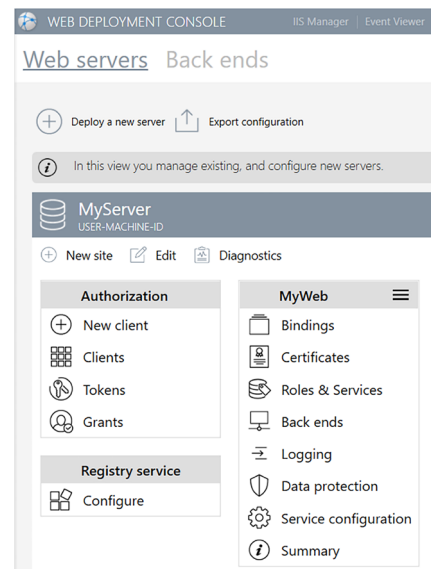 WEB DEPLOYMENT CONSOLE IIS Manager | Event Viewer
Web servers Back ends
Deploy a new server Export configuration
In this view you manage existing, and configure new servers.
MyServer
USER-MACHINE-ID
New site Edit Diagnostics
Authorization
New client
Clients
Tokens
Grants
Registry service
Configure
MyWeb
Bindings
Certificates
Roles & Services
Back ends
Logging
Data protection
Service configuration
Summary